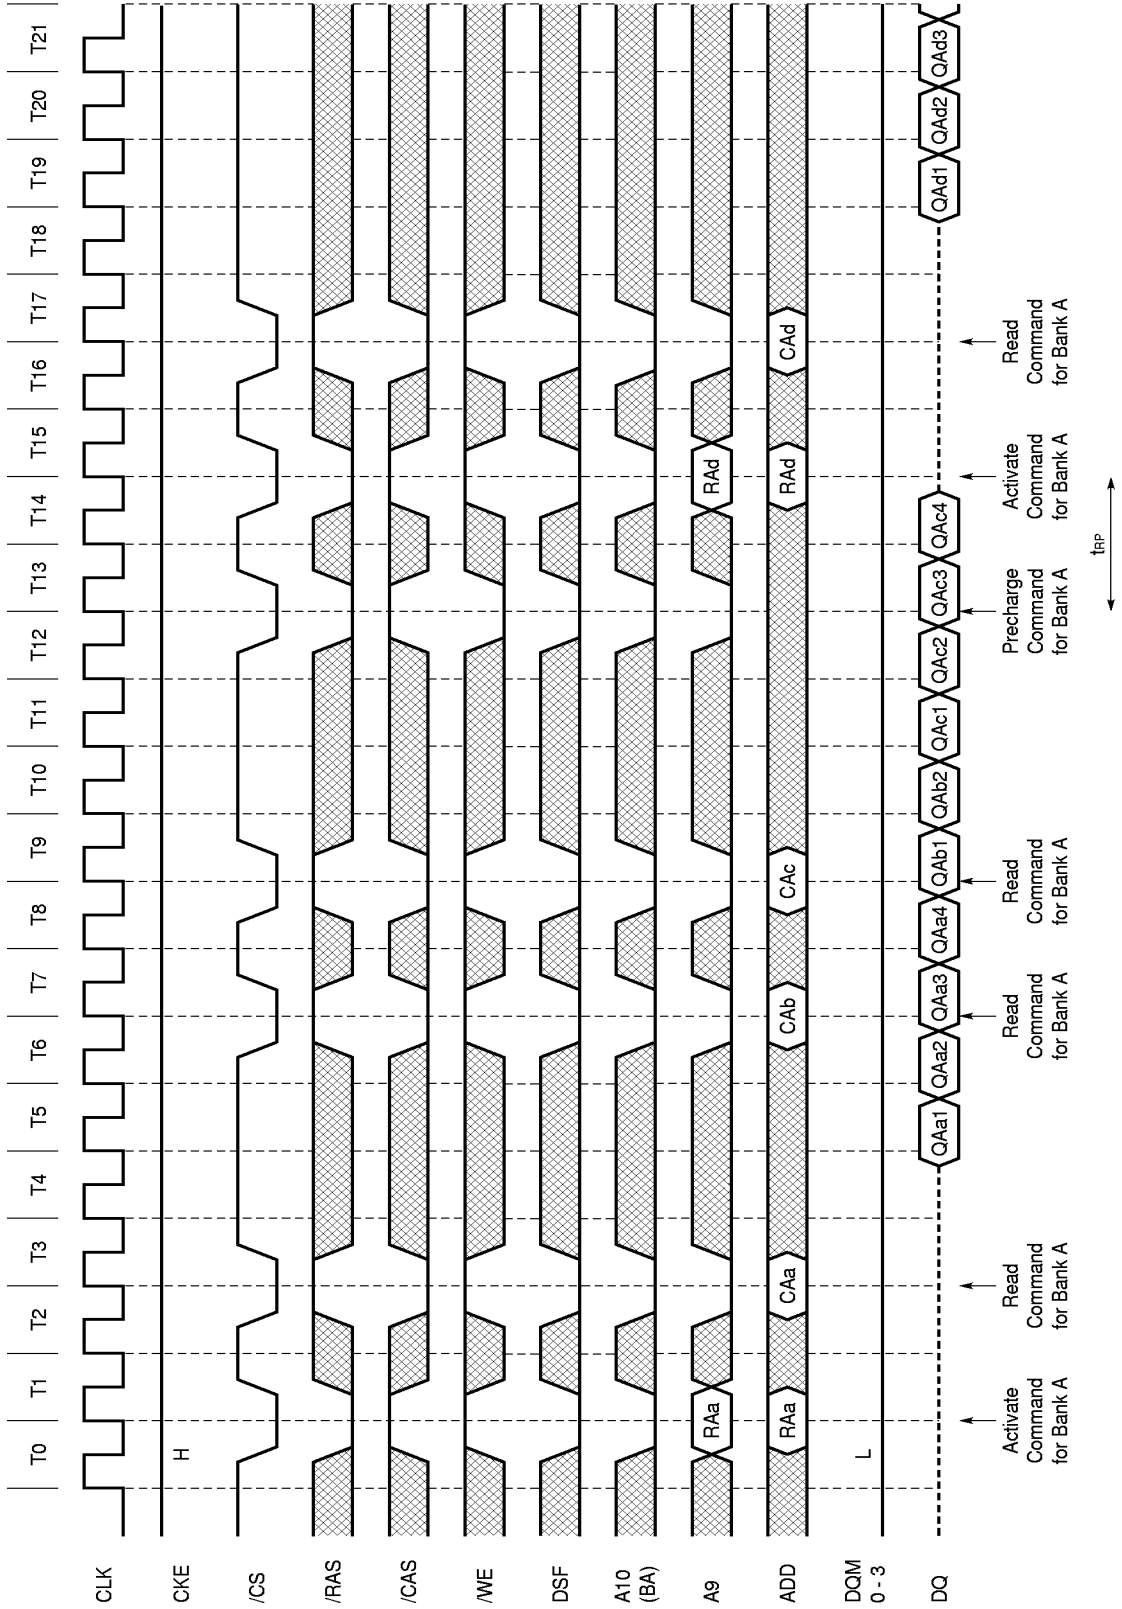 T0 T1 T2 T3 T4 T5 T6 T7 T8 T9 T10 T11 T12 T13 T14 T15 T16 T17 T18 T19 T20 T21
CLK
CKE H
/CS
/RAS
/CAS
/WE
DSF
A10
(BA)
A9 RAa RAd
ADD RAa CAa CAb CAc RAd CAd
DQM
0 - 3 L
DQ QAa1 QAa2 QAa3 QAa4 QAb1 QAb2 QAc1 QAc2 QAc3 QAc4 QAd1 QAd2 QAd3
Activate
Command
for Bank A
Read
Command
for Bank A
Read
Command
for Bank A
Read
Command
for Bank A
Precharge
Command
for Bank A
Activate
Command
for Bank A
Read
Command
for Bank A
tRP